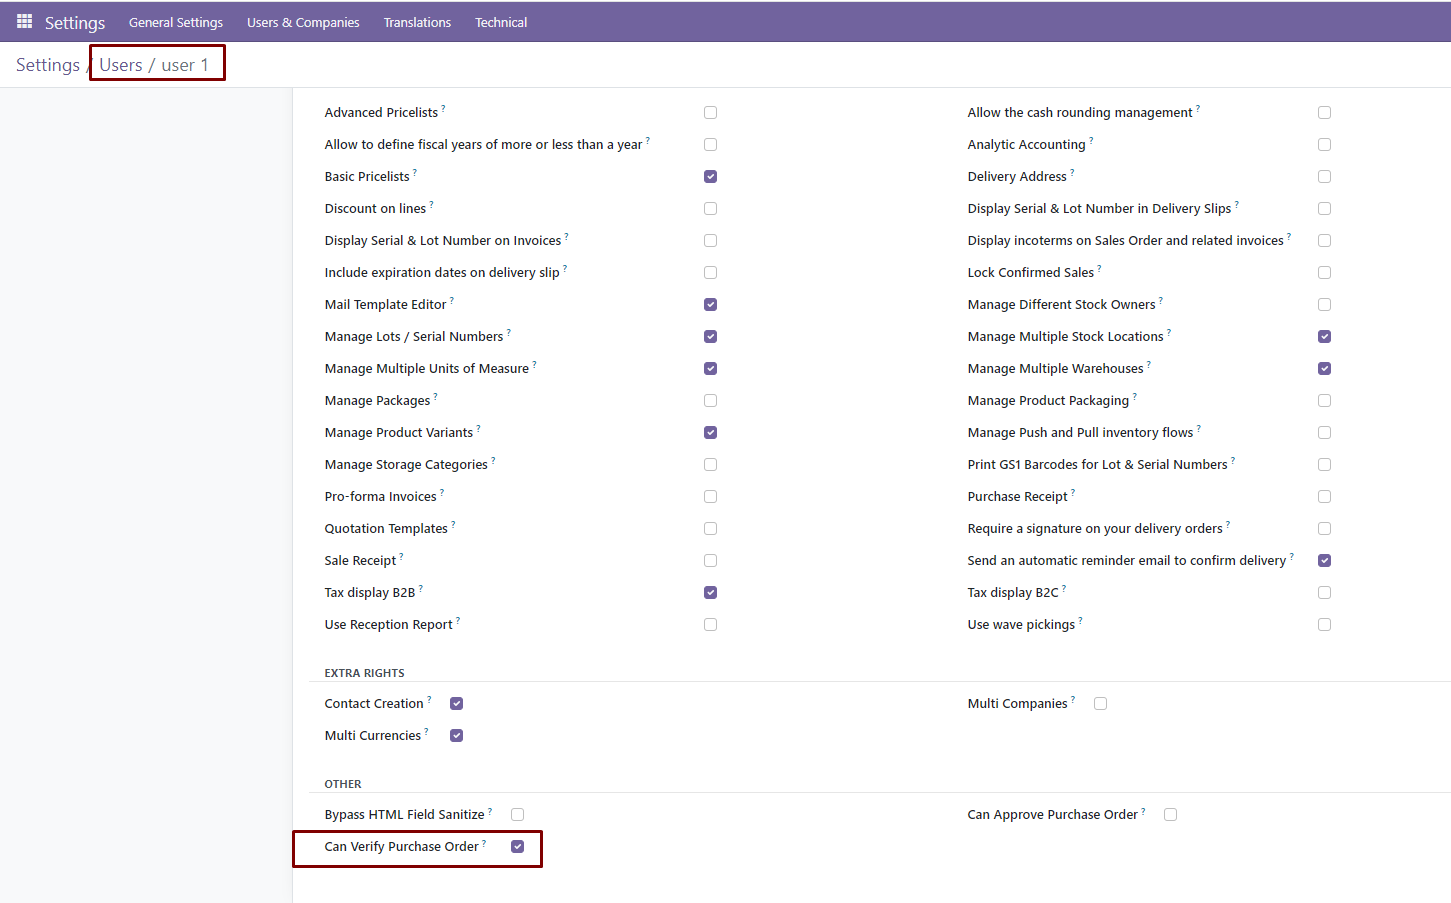 Settings General Settings Users & Companies Translations Technical
Settings / Users / user 1
Advanced Pricelists ? Allow the cash rounding management ?
Allow to define fiscal years of more or less than a year ? Analytic Accounting ?
Basic Pricelists ? Delivery Address ?
Discount on lines ? Display Serial & Lot Number in Delivery Slips ?
Display Serial & Lot Number on Invoices ? Display incoterms on Sales Order and related invoices ?
Include expiration dates on delivery slip ? Lock Confirmed Sales ?
Mail Template Editor ? Manage Different Stock Owners ?
Manage Lots / Serial Numbers ? Manage Multiple Stock Locations ?
Manage Multiple Units of Measure ? Manage Multiple Warehouses ?
Manage Packages ? Manage Product Packaging ?
Manage Product Variants ? Manage Push and Pull inventory flows ?
Manage Storage Categories ? Print GS1 Barcodes for Lot & Serial Numbers ?
Pro-forma Invoices ? Purchase Receipt ?
Quotation Templates ? Require a signature on your delivery orders ?
Sale Receipt ? Send an automatic reminder email to confirm delivery ?
Tax display B2B ? Tax display B2C ?
Use Reception Report ? Use wave pickings ?
EXTRA RIGHTS
Contact Creation ? Multi Companies ?
Multi Currencies ?
OTHER
Bypass HTML Field Sanitize ? Can Approve Purchase Order ?
Can Verify Purchase Order ?